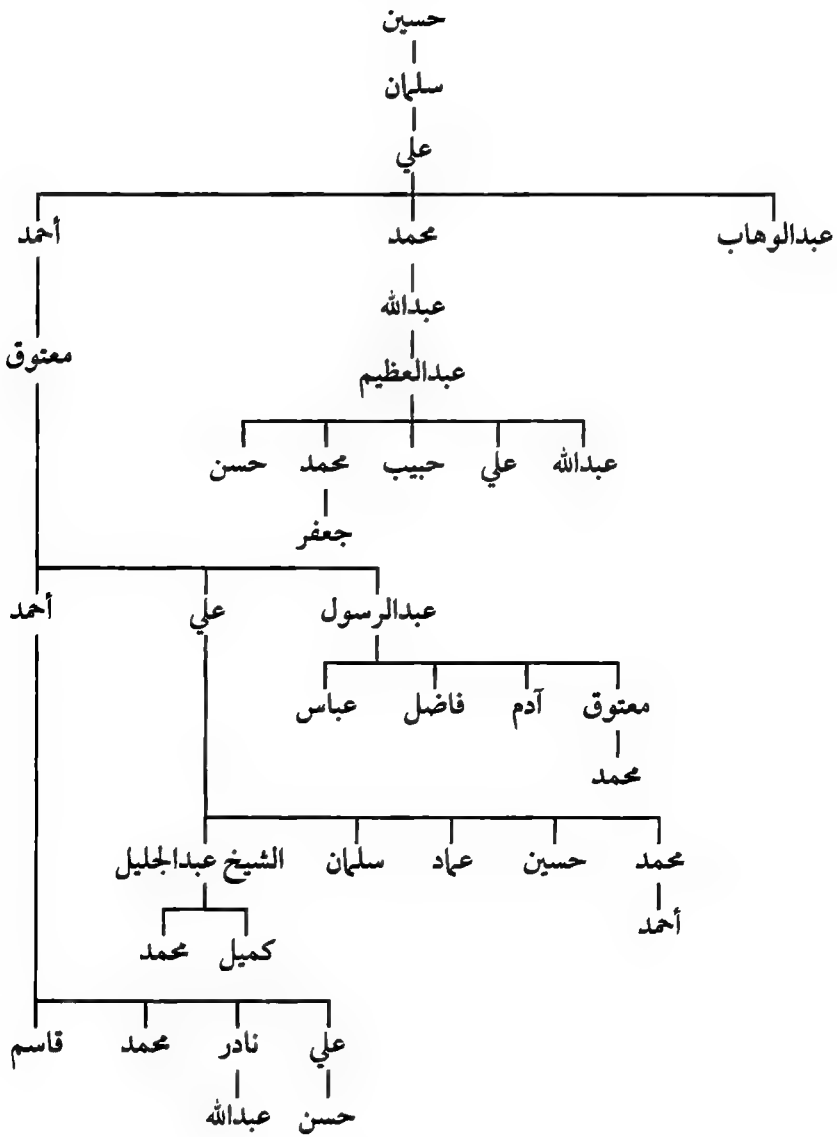 حسين
سلمان
علي
عبدالوهاب محمد أحمد
عبدالله
معتوق
عبدالعظيم
عبدالله علي حبيب محمد حسن
جعفر
عبدالرسول علي أحمد
معتوق آدم فاضل عباس
محمد
محمد حسين عماد سلمان الشيخ عبدالجليل
أحمد
كميل محمد
علي نادر محمد قاسم
حسن عبدالله